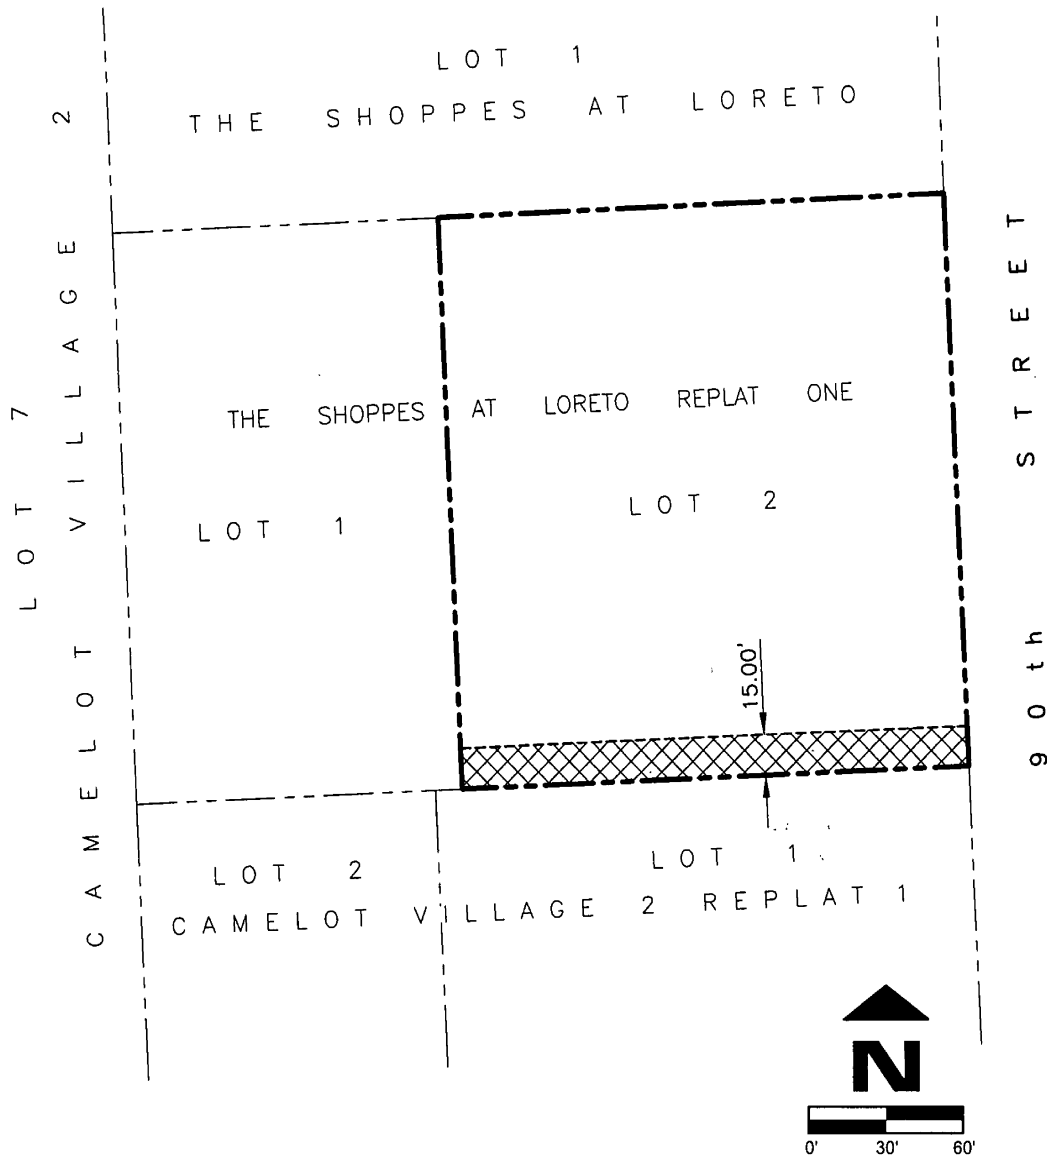 LOT 1
THE SHOPPES AT LORETO
LOT 7
CAMELOT VILLAGE 2
THE SHOPPES AT LORETO REPLAT ONE
LOT 1
LOT 2
90th STREET
15.00'
LOT 2
LOT 1
CAMELOT VILLAGE 2 REPLAT 1
N
0' 30' 60'